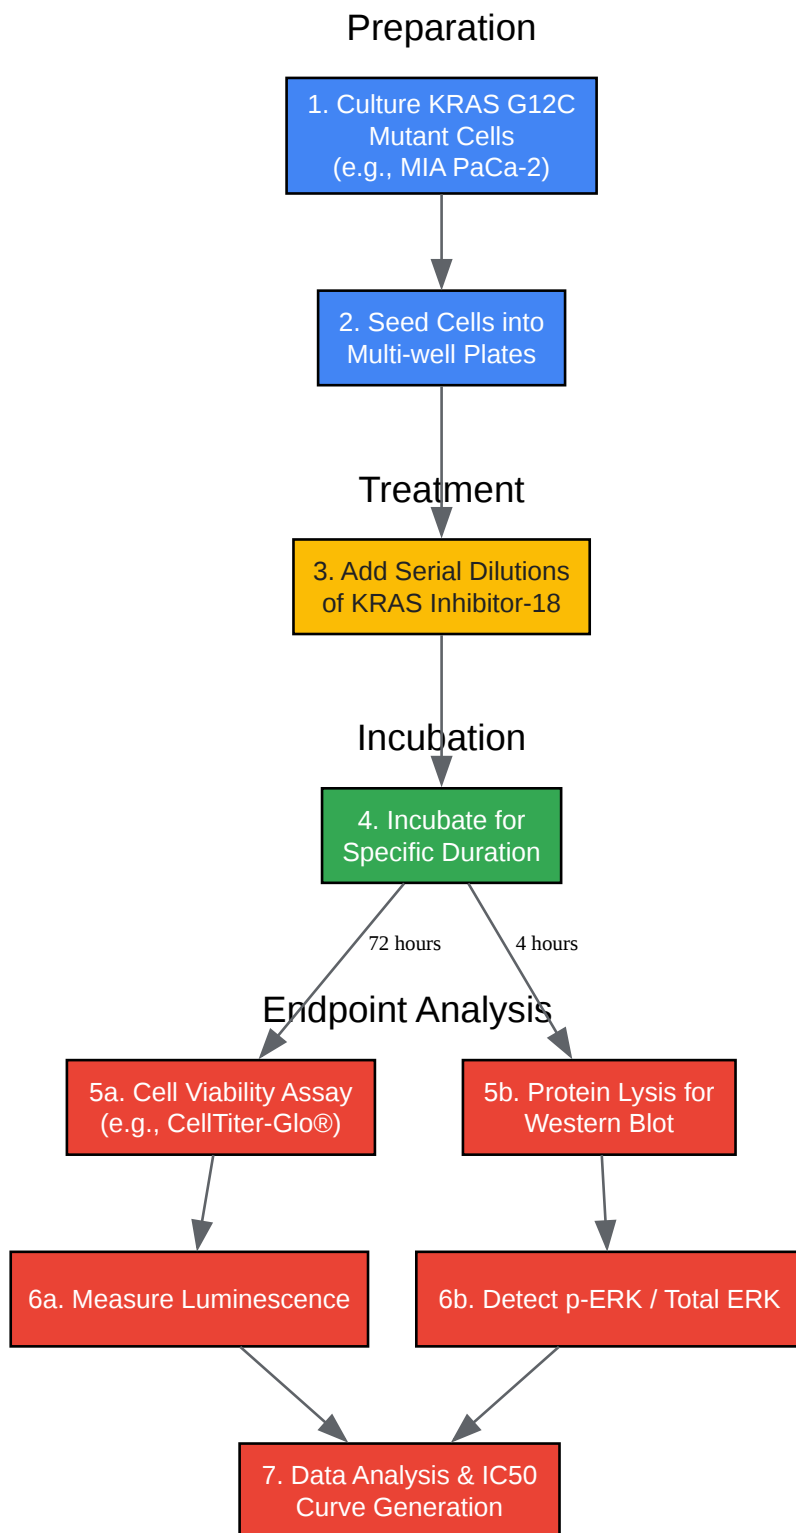 Preparation
1. Culture KRAS G12C
Mutant Cells
(e.g., MIA PaCa-2)
2. Seed Cells into
Multi-well Plates
Treatment
3. Add Serial Dilutions
of KRAS Inhibitor-18
Incubation
4. Incubate for
Specific Duration
72 hours
4 hours
Endpoint Analysis
5a. Cell Viability Assay
(e.g., CellTiter-Glo®)
5b. Protein Lysis for
Western Blot
6a. Measure Luminescence
6b. Detect p-ERK / Total ERK
7. Data Analysis & IC50
Curve Generation